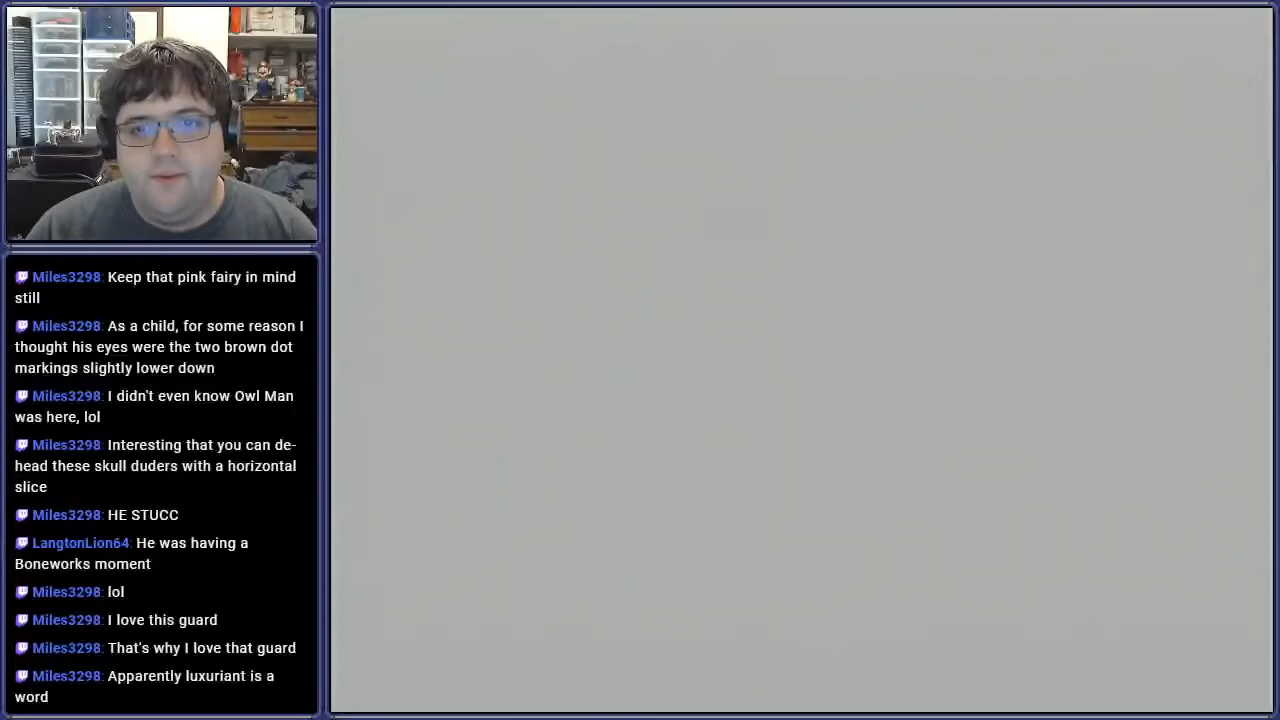 Miles3298: Keep that pink fairy in mind
still
Miles3298: As a child, for some reason I
thought his eyes were the two brown dot
markings slightly lower down
Miles3298: I didn't even know Owl Man
was here, lol
Miles3298: Interesting that you can de-
head these skull duders with a horizontal
slice
Miles3298: HE STUCC
LangtonLion64: He was having a
Boneworks moment
Miles3298: lol
Miles3298: I love this guard
Miles3298: That's why I love that guard
Miles3298: Apparently luxuriant is a
word